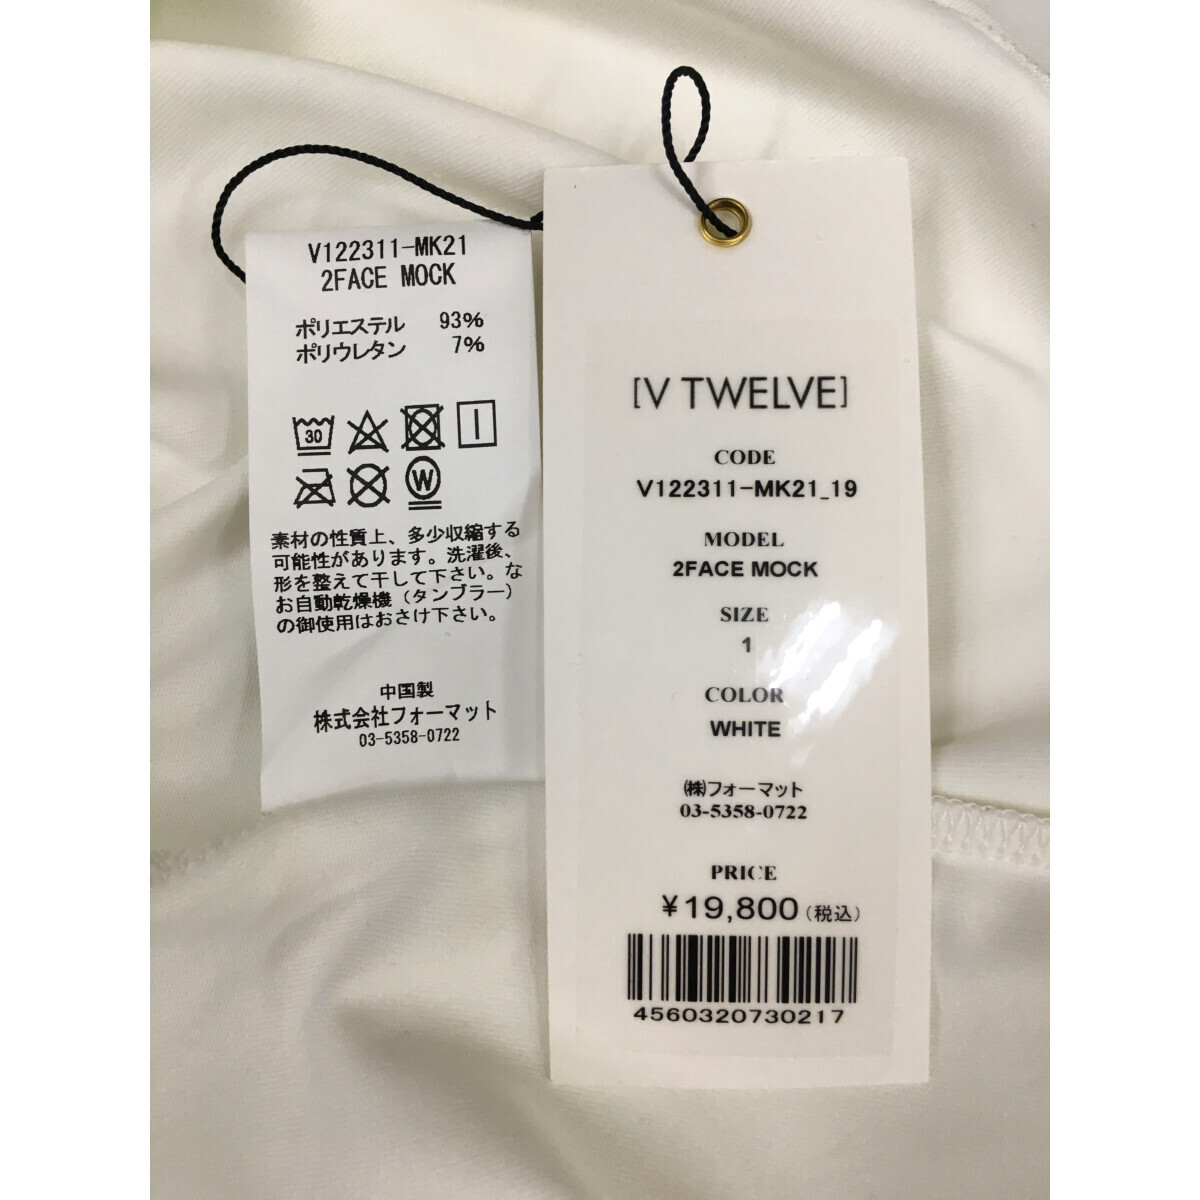 V122311-MK21
2FACE MOCK
ポリエステル 93%
ポリウレタン 7%
30
W
素材の性質上、多少収縮する
可能性があります。洗濯後、
形を整えて干して下さい。な
お自動乾燥機（タンブラー）
の御使用はおさけ下さい。
中国製
株式会社フォーマット
03-5358-0722
[V TWELVE]
CODE
V122311-MK21_19
MODEL
2FACE MOCK
SIZE
1
COLOR
WHITE
㈱フォーマット
03-5358-0722
PRICE
¥19,800(税込)
4560320730217